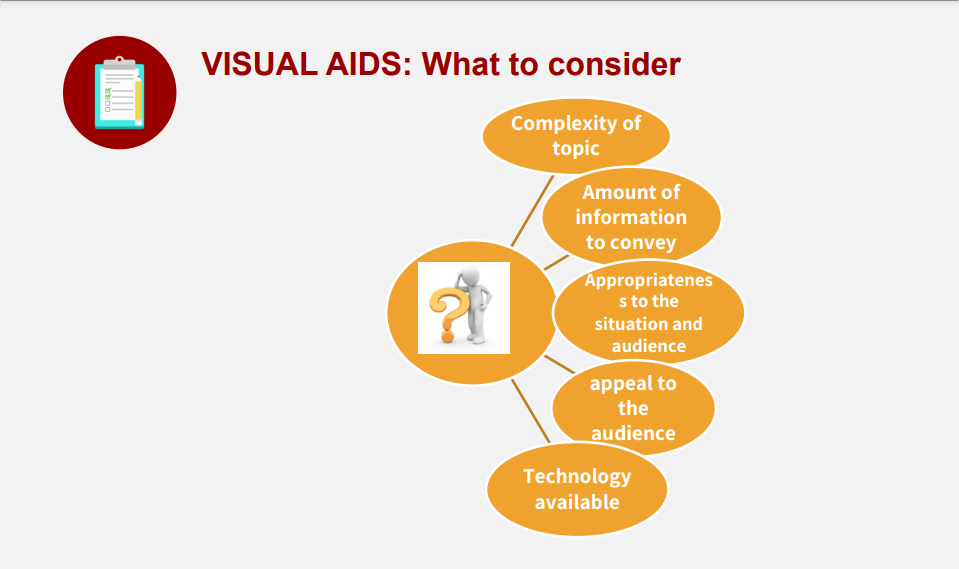 VISUAL AIDS: What to consider
Complexity of
topic
Amount of
information
to convey
Appropriatenes
s to the
situation and
audience
appeal to
the
audience
Technology
available